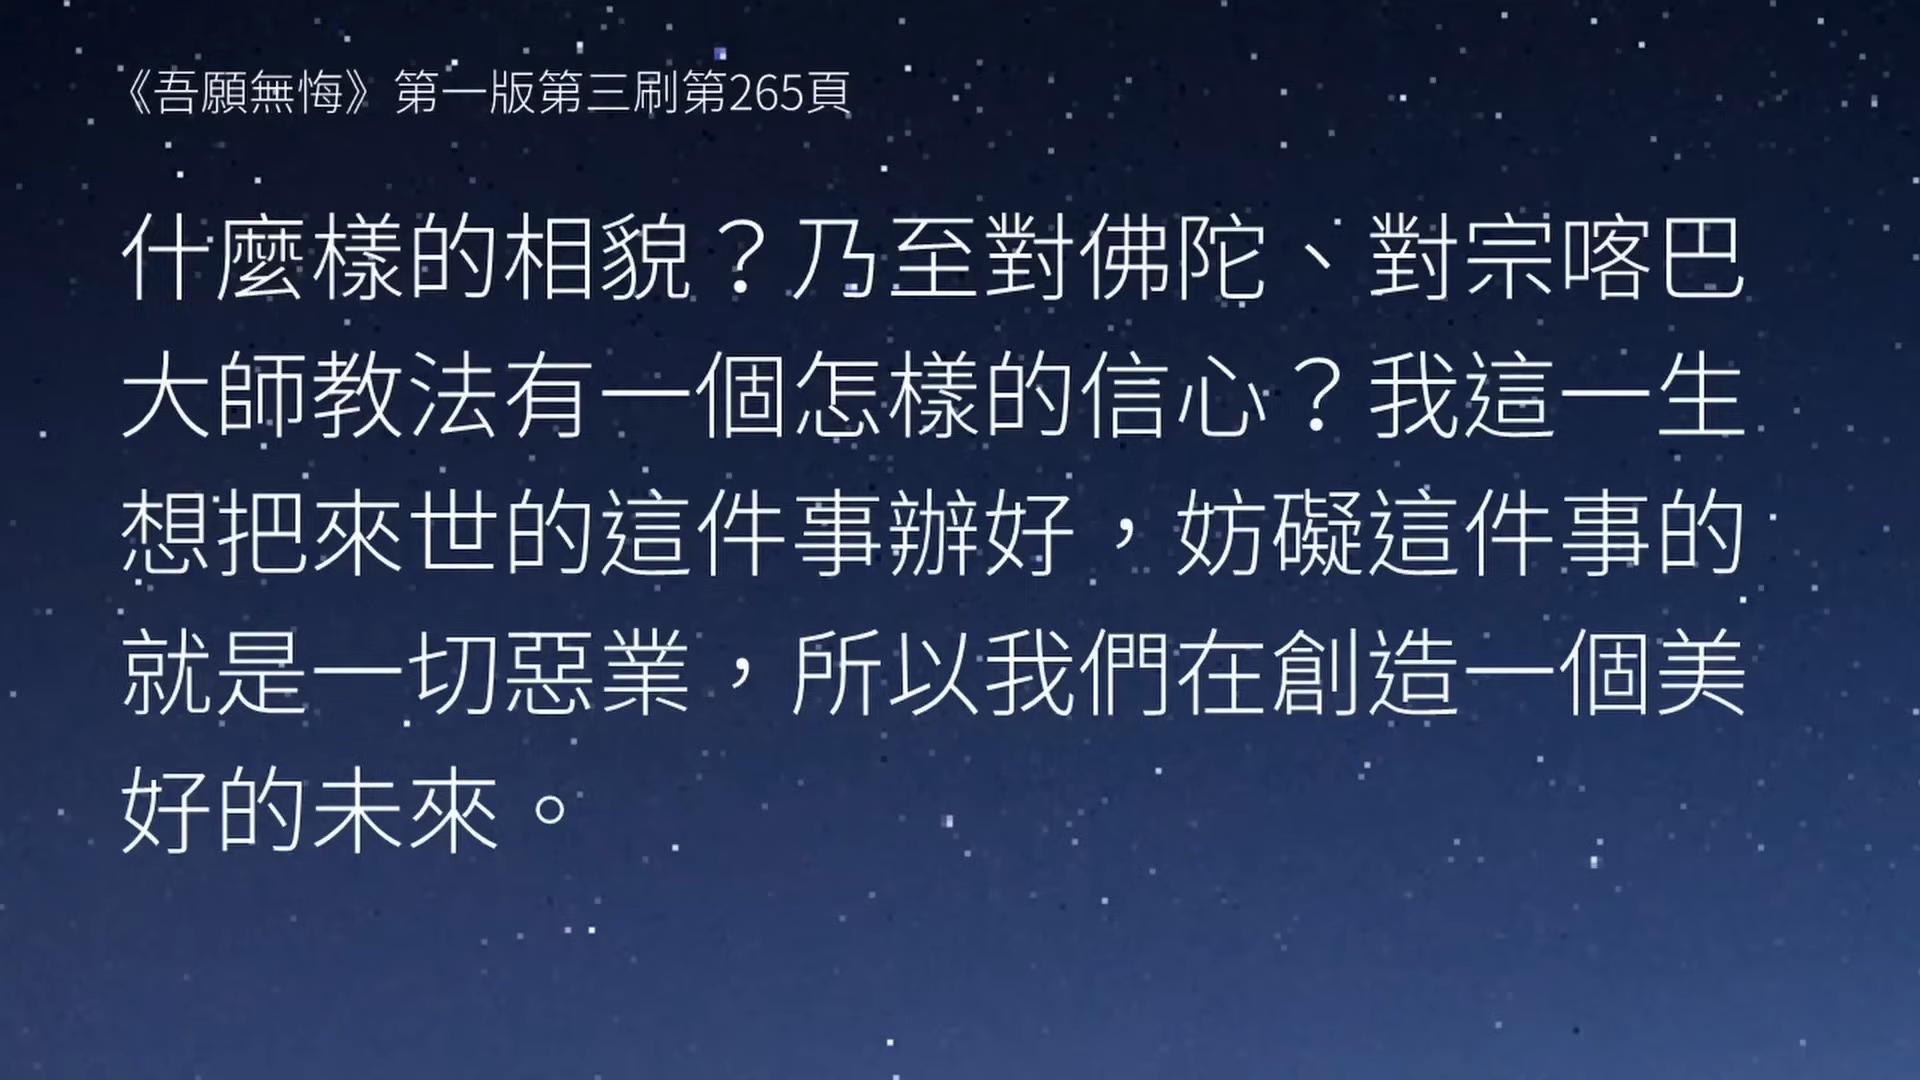 《吾願無悔》第一版第三刷第265頁
什麼樣的相貌？乃至對佛陀、對宗喀巴
大師教法有一個怎樣的信心？我這一生
想把來世的這件事辦好，妨礙這件事的
就是一切惡業，所以我們在創造一個美
好的未來。